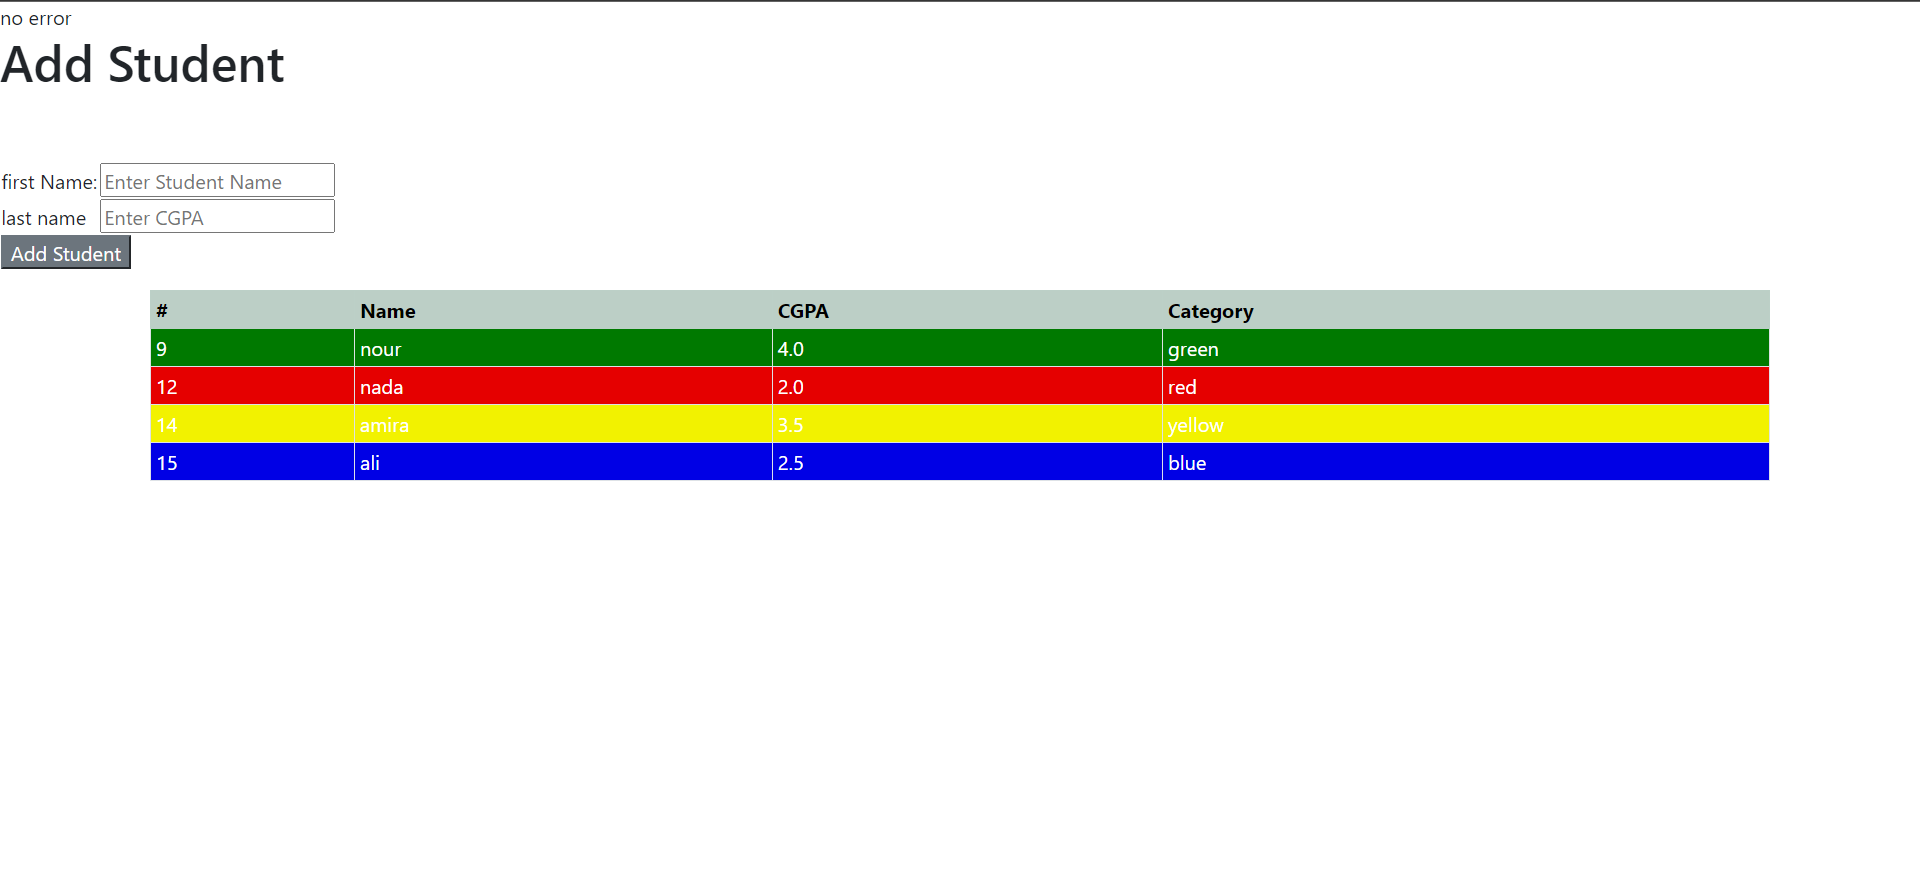 no error
Add Student
first Name: Enter Student Name
last name Enter CGPA
Add Student
# Name CGPA Category
9 nour 4.0 green
12 nada 2.0 red
14 amira 3.5 yellow
15 ali 2.5 blue